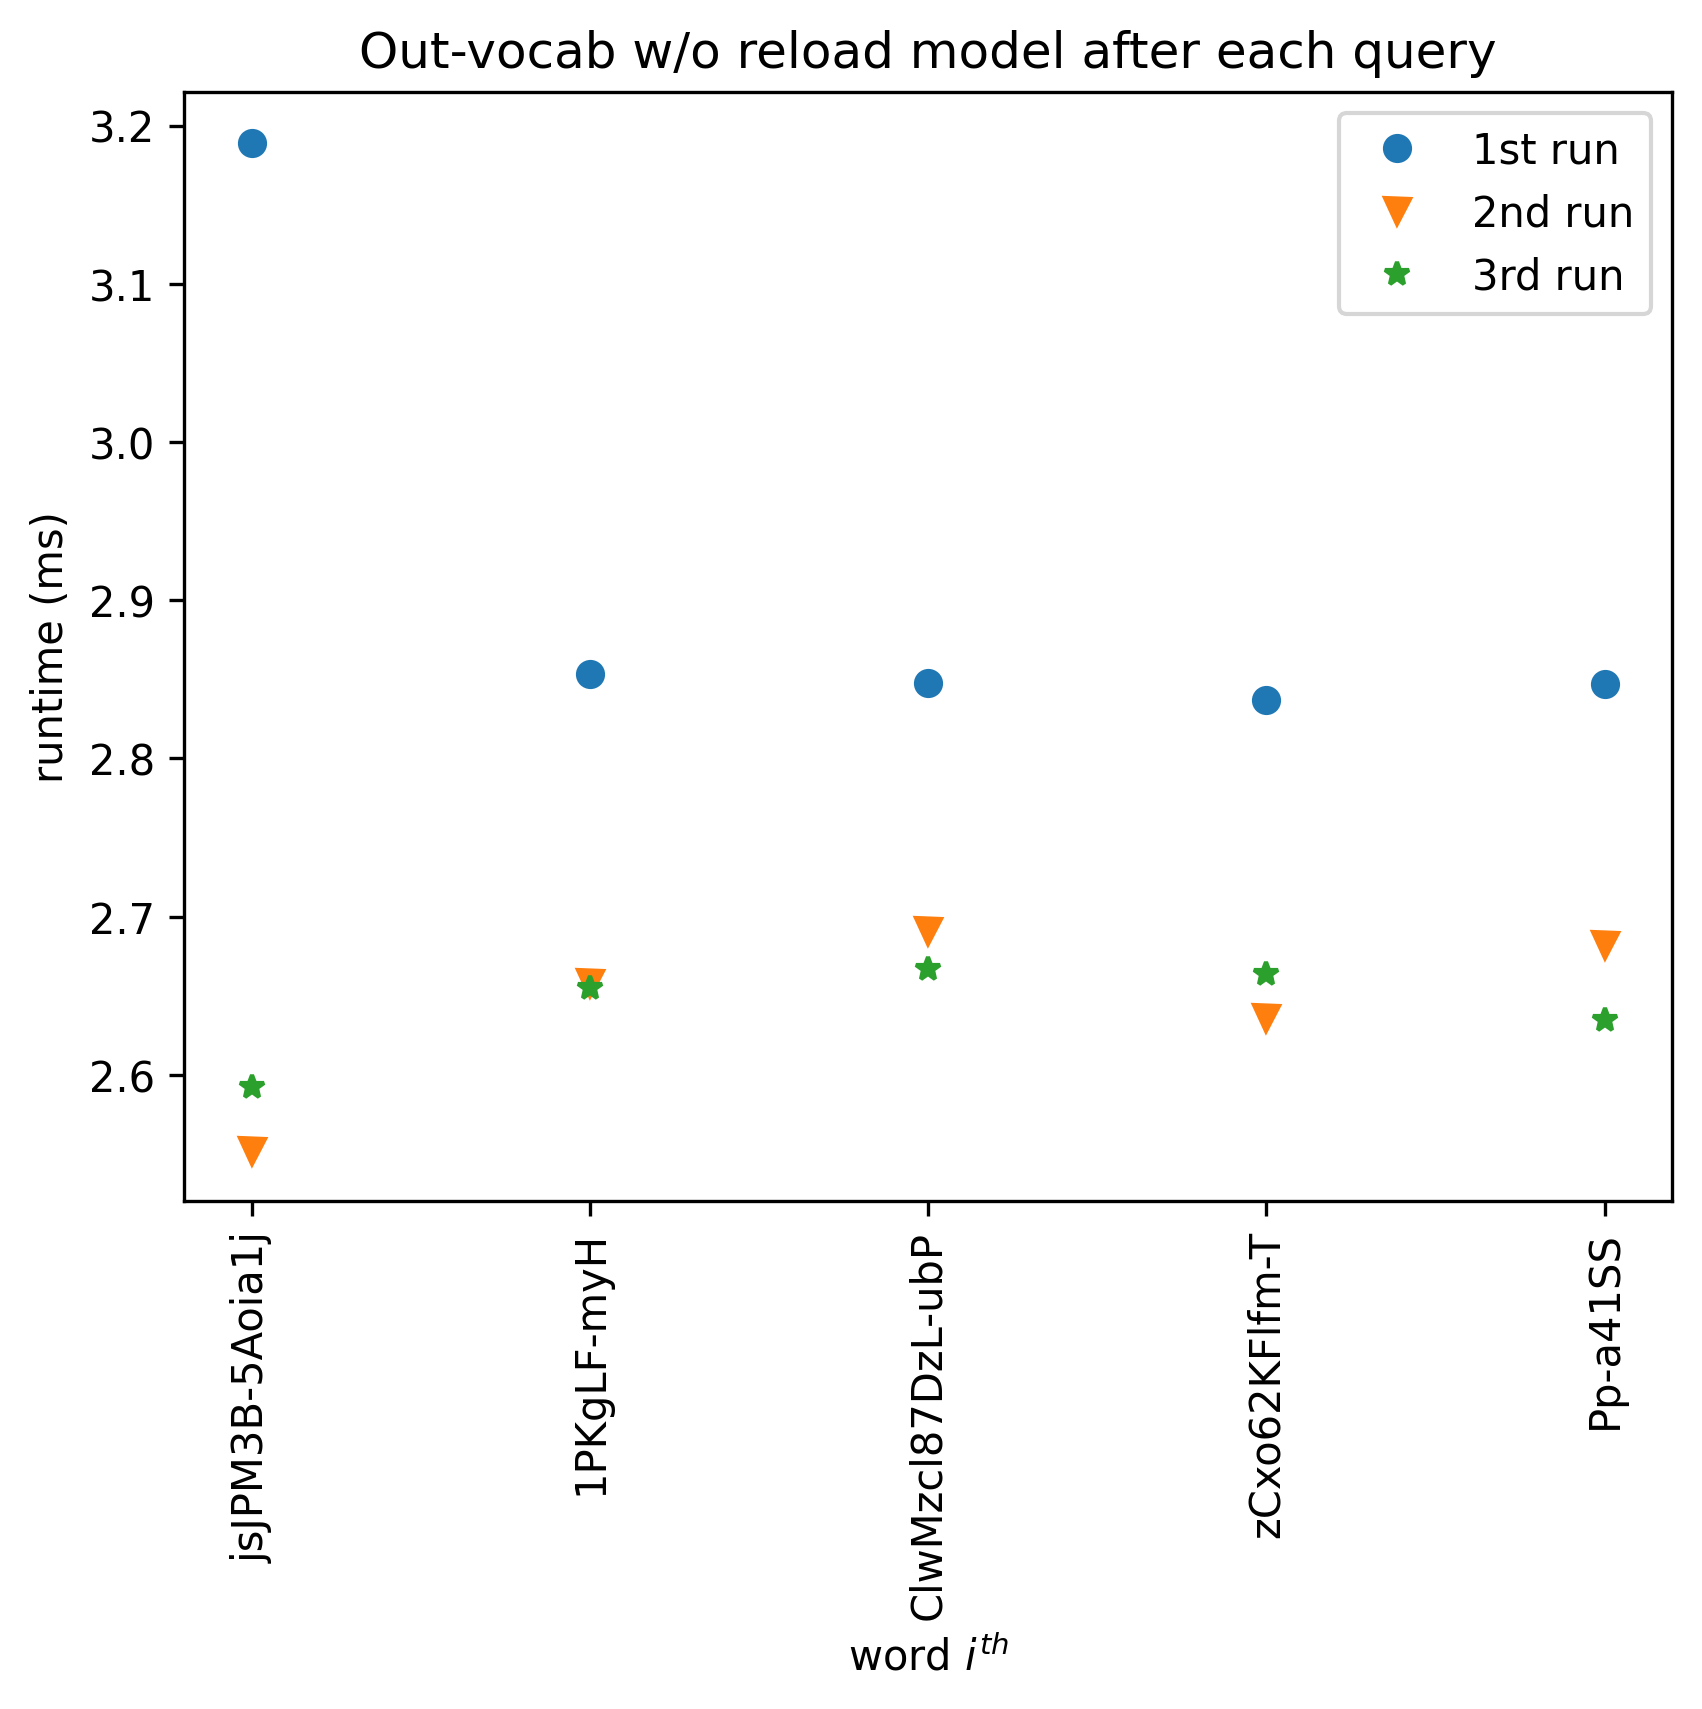 Out-vocab w/o reload model after each query
3.2
3.1
3.0
2.9
2.8
2.7
2.6
runtime (ms)
1st run
2nd run
3rd run
jsJPM3B-5Aoia1j
1PKgLF-myH
ClwMzcl87DzL-ubP
zCxo62KFlfm-T
Pp-a41SS
word i^th